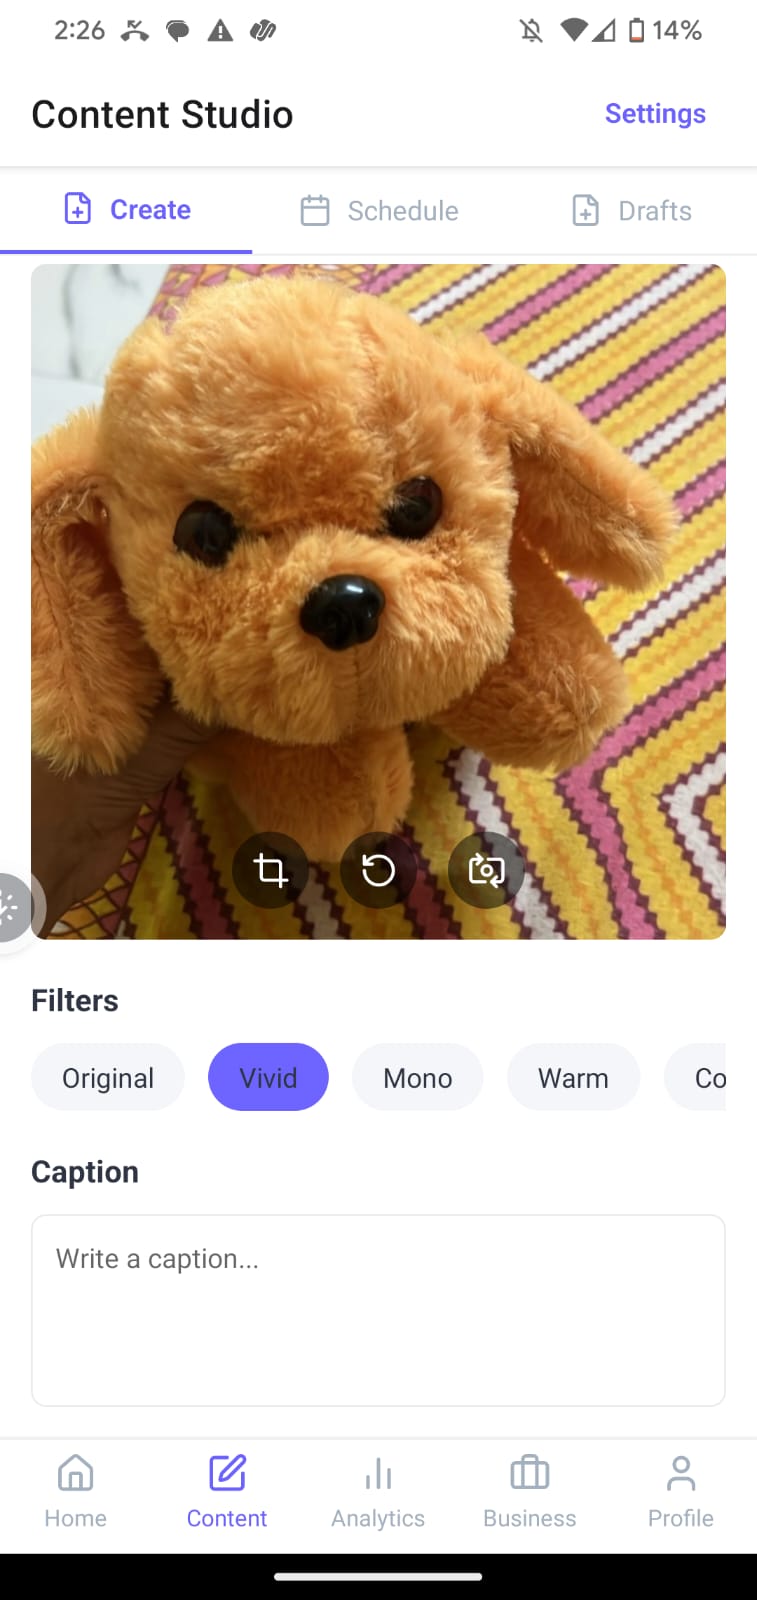 2:26 14%
Content Studio Settings
Create Schedule Drafts
Filters
Original Vivid Mono Warm Co
Caption
Write a caption...
Home Content Analytics Business Profile